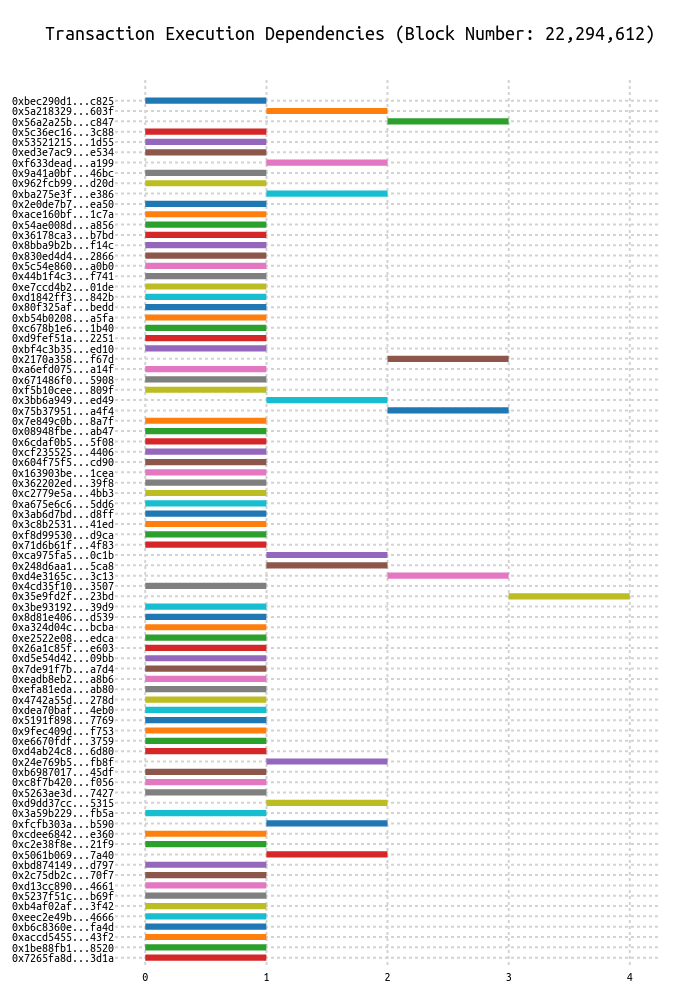 Transaction Execution Dependencies (Block Number: 22,294,612)
0xbec290d1...c825
0x5a218329...603f
0x56a2a25b...c847
0x5c36ec16...3c88
0x53521215...1d55
0xed3e7ac9...e534
0xf633dead...a199
0x9a41a0bf...46bc
0x962fcb99...d20d
0xba275e3f...e386
0x2e0de7b7...ea50
0xace160bf...1c7a
0x54ae008d...a856
0x36178ca3...b7bd
0x8bba9b2b...f14c
0x830ed4d4...2866
0x5c54e860...a0b0
0x44b1f4c3...f741
0xe7ccd4b2...01de
0xd1842ff3...842b
0x80f325af...bedd
0xb54b0208...a5fa
0xc678b1e6...1b40
0xd9fef51a...2251
0xbf4c3b35...ed10
0x2170a358...f67d
0xa6efd075...a14f
0x671486f0...5908
0xf5b10cee...809f
0x3bb6a949...ed49
0x75b37951...a4f4
0x7e849c0b...8a7f
0x08948fbe...ab47
0x6cdaf0b5...5f08
0xcf235525...4406
0x604f75f5...cd90
0x163903be...1cea
0x362202ed...39f8
0xc2779e5a...4bb3
0xa675e6c6...5dd6
0x3ab6d7bd...d8ff
0x3c8b2531...41ed
0xf8d99530...d9ca
0x71d6b61f...4f83
0xca975fa5...0c1b
0x248d6aa1...5ca8
0xd4e3165c...3c13
0x4cd35f10...3507
0x35e9fd2f...23bd
0x3be93192...39d9
0x8d81e406...d539
0xa324d04c...bcba
0xe2522e08...edca
0x26a1c85f...e603
0xd5e54d42...09bb
0x7de91f7b...a7d4
0xeadb8eb2...a8b6
0xefa81eda...ab80
0x4742a55d...278d
0xdea70baf...4eb0
0x5191f898...7769
0x9fec409d...f753
0xe6670fdf...3759
0xd4ab24c8...6d80
0x24e769b5...fb8f
0xb6987017...45df
0xc8f7b420...f056
0x5263ae3d...7427
0xd9dd37cc...5315
0x3a59b229...fb5a
0xfcfb303a...b590
0xcdee6842...e360
0xc2e38f8e...21f9
0x5061b069...7a40
0xbd874149...d797
0x2c75db2c...70f7
0xd13cc890...4661
0x5237f51c...b69f
0xb4af02af...3f42
0xeec2e49b...4666
0xb6c8360e...fa4d
0xaccd5455...43f2
0x1be88fb1...8520
0x7265fa8d...3d1a
0 1 2 3 4